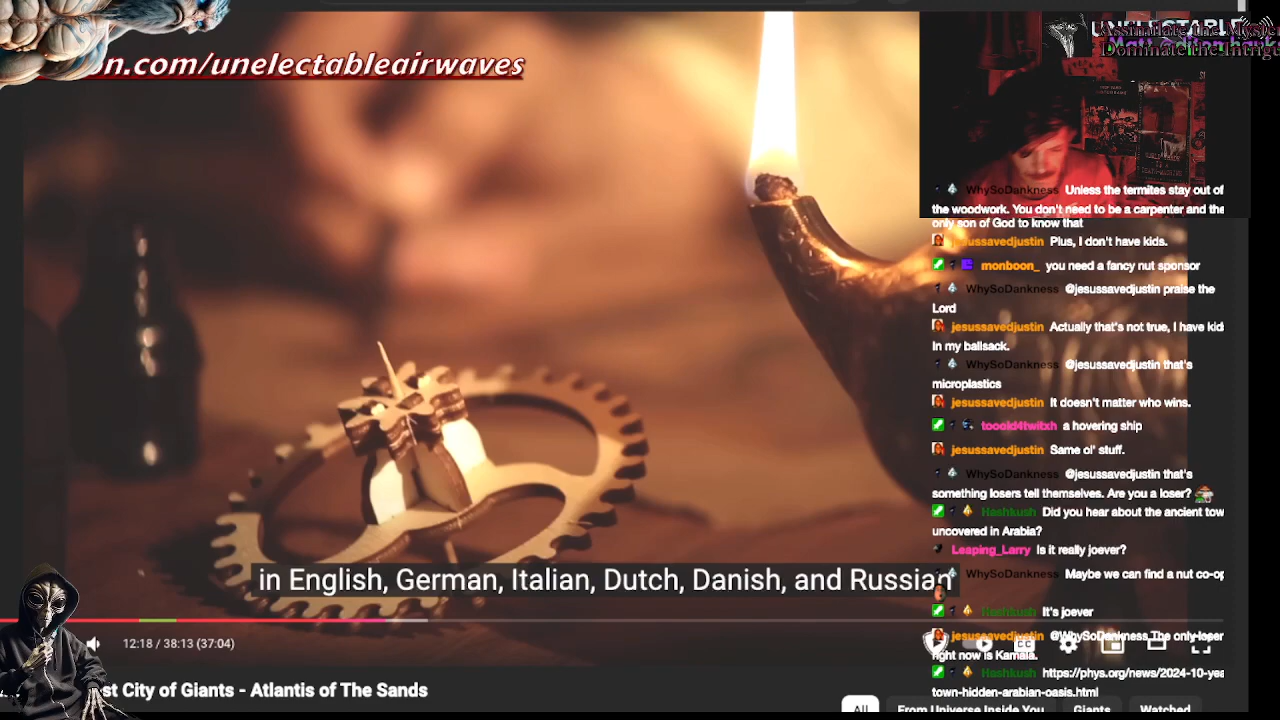 on.com/unelectableairwaves
UNELECTABLE
Assimilate the
Dominate the
WhySoDankness Unless the termites stay out of
the woodwork. You don't need to be a carpenter and the
only son of God to know that
jesussavedjustin Plus, I don't have kids.
monboon_ you need a fancy nut sponsor
WhySoDankness @jesussavedjustin praise the
Lord
jesussavedjustin Actually that's not true, I have kid
In my ballsack.
WhySoDankness @jesussavedjustin that's
microplastics
jesussavedjustin It doesn't matter who wins.
tooold4twitxh a hovering ship
jesussavedjustin Same ol' stuff.
WhySoDankness @jesussavedjustin that's
something losers tell themselves. Are you a loser?
Hashkush Did you hear about the ancient tow
uncovered in Arabia?
Leaping_Larry Is it really joever?
WhySoDankness Maybe we can find a nut co-op
Hashkush It's joever
jesussavedjustin @WhySoDankness The only loser
right now is Kamala.
Hashkush https://phys.org/news/2024-10-yea
town-hidden-arabian-oasis.html
in English, German, Italian, Dutch, Danish, and Russian
12:18 / 38:13 (37:04)
CC
st City of Giants - Atlantis of The Sands
All
From Universe Inside You
Giants
Watched